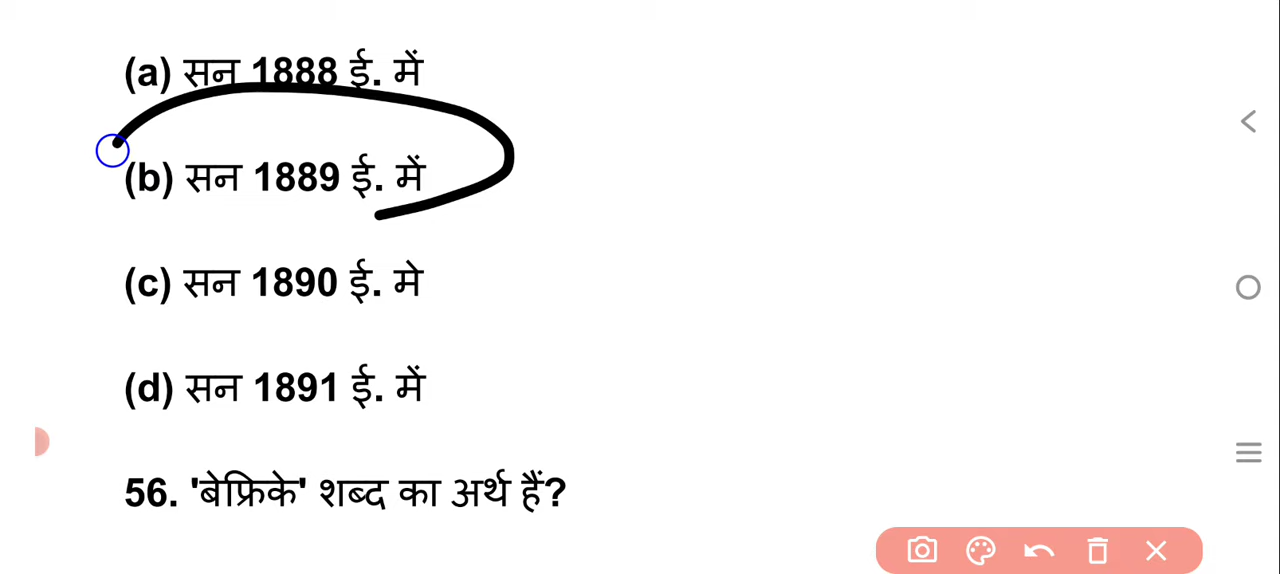 (a) सन 1888 ई. में
(b) सन 1889 ई. में
(c) सन 1890 ई. मे
(d) सन 1891 ई. में
56. 'बेफ्रिके' शब्द का अर्थ हैं?